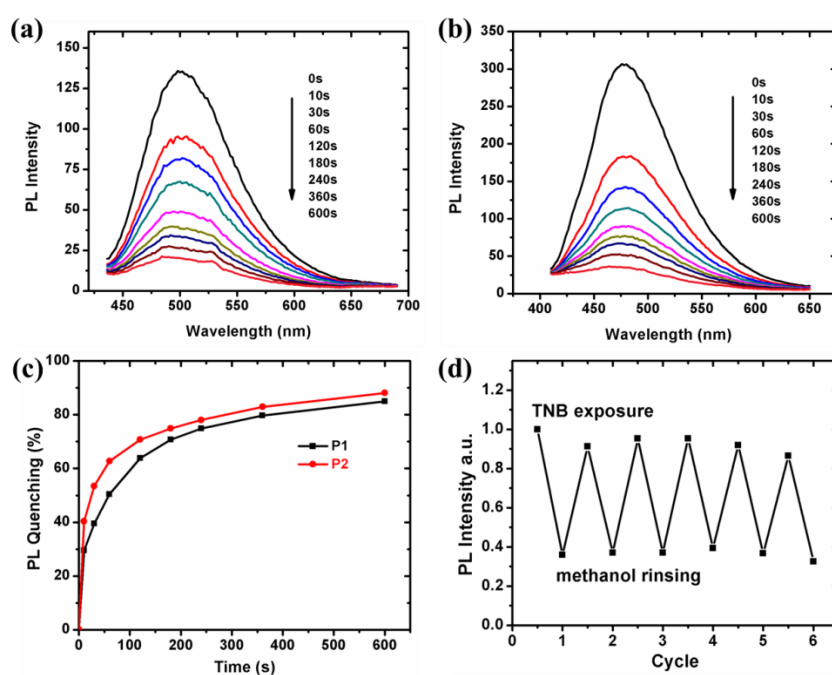 (a)
150
125
100
75
50
25
0
PL Intensity
0s
10s
30s
60s
120s
180s
240s
360s
600s
450 500 550 600 650 700
Wavelength (nm)
(b)
350
300
250
200
150
100
50
0
PL Intensity
0s
10s
30s
60s
120s
180s
240s
360s
600s
400 450 500 550 600 650
Wavelength (nm)
(c)
100
80
60
40
20
0
PL Quenching (%)
P1
P2
0 100 200 300 400 500 600
Time (s)
(d)
1.4
1.2
1.0
0.8
0.6
0.4
0.2
0.0
PL Intensity a.u.
TNB exposure
methanol rinsing
0 1 2 3 4 5 6
Cycle